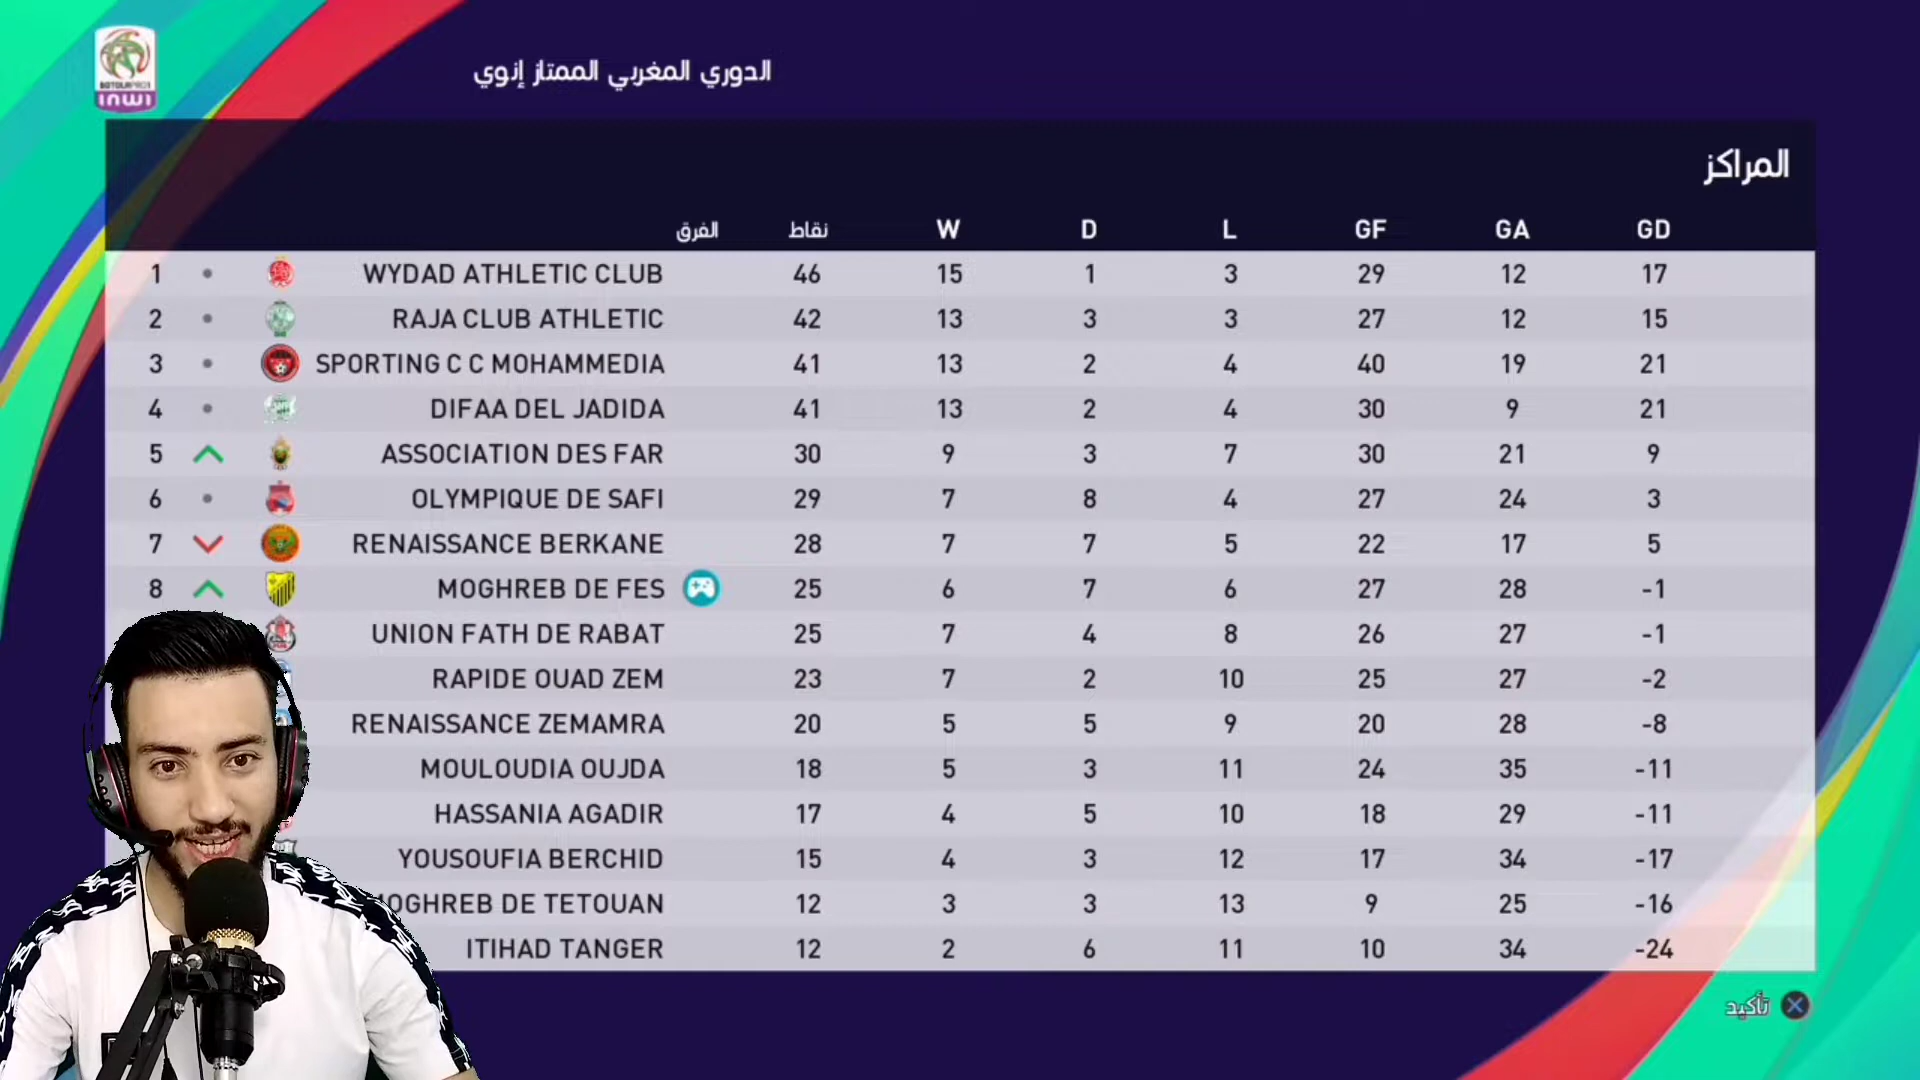 الدوري المغربي الممتاز إنوي
inwi
المراكز
الفرق نقاط W D L GF GA GD
1 WYDAD ATHLETIC CLUB 46 15 1 3 29 12 17
2 RAJA CLUB ATHLETIC 42 13 3 3 27 12 15
3 SPORTING C C MOHAMMEDIA 41 13 2 4 40 19 21
4 DIFAA DEL JADIDA 41 13 2 4 30 9 21
5 ASSOCIATION DES FAR 30 9 3 7 30 21 9
6 OLYMPIQUE DE SAFI 29 7 8 4 27 24 3
7 RENAISSANCE BERKANE 28 7 7 5 22 17 5
8 MOGHREB DE FES 25 6 7 6 27 28 -1
UNION FATH DE RABAT 25 7 4 8 26 27 -1
RAPIDE OUAD ZEM 23 7 2 10 25 27 -2
RENAISSANCE ZEMAMRA 20 5 5 9 20 28 -8
MOULOUDIA OUJDA 18 5 3 11 24 35 -11
HASSANIA AGADIR 17 4 5 10 18 29 -11
YOUSOUFIA BERCHID 15 4 3 12 17 34 -17
MOGHREB DE TETOUAN 12 3 3 13 9 25 -16
ITIHAD TANGER 12 2 6 11 10 34 -24
تأكيد